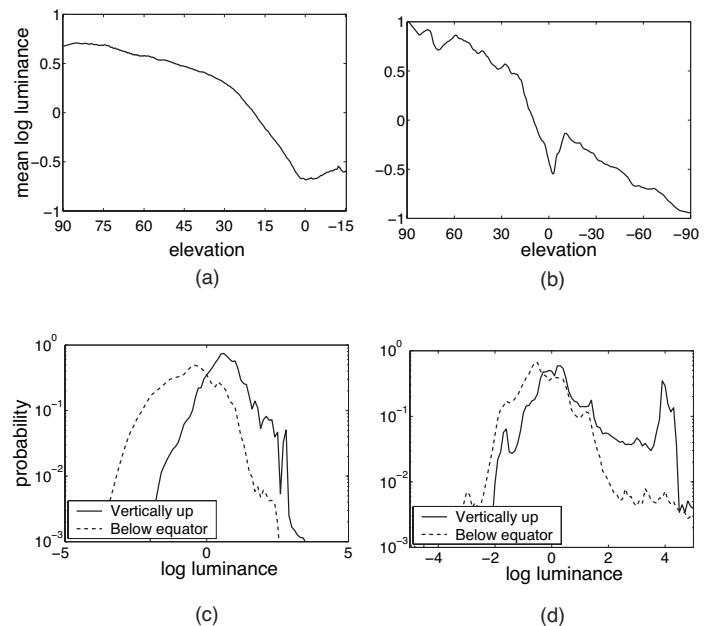 1
0.5
0
−0.5
−1
mean log luminance
90 75 60 45 30 15 0 −15
elevation
(a)
1
0.5
0
−0.5
−1
90 60 30 0 −30 −60 −90
elevation
(b)
10^0
10^-1
10^-2
10^-3
probability
Vertically up
Below equator
−5 0 5
log luminance
(c)
10^0
10^-1
10^-2
10^-3
Vertically up
Below equator
−4 −2 0 2 4
log luminance
(d)